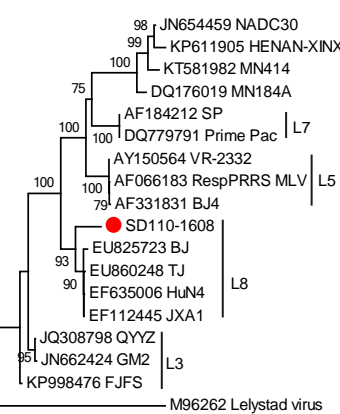 98
JN654459 NADC30
99
KP611905 HENAN-XINX
100
KT581982 MN414
75
DQ176019 MN184A
AF184212 SP
L7
100
100
DQ779791 Prime Pac
AY150564 VR-2332
100
100
AF066183 RespPRRS MLV
L5
79
AF331831 BJ4
SD110-1608
93
EU825723 BJ
EU860248 TJ
90
L8
EF635006 HuN4
EF112445 JXA1
JQ308798 QYYZ
95
JN662424 GM2
L3
KP998476 FJFS
M96262 Lelystad virus